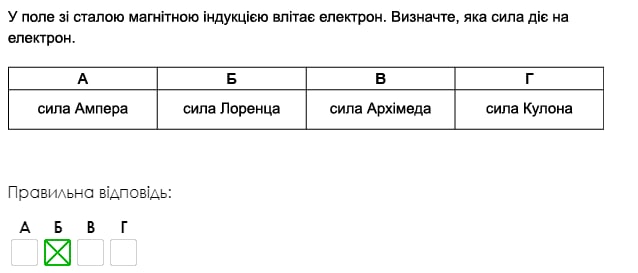 У поле зі сталою магнітною індукцією влітає електрон. Визначте, яка сила діє на
електрон.
А Б В Г
сила Ампера сила Лоренца сила Архімеда сила Кулона
Правильна відповідь:
А Б В Г